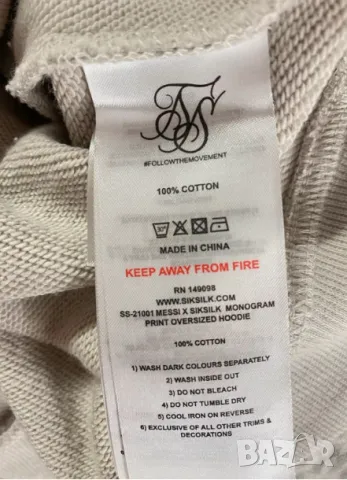 #FOLLOWTHEMOVEMENT
100% COTTON
30°
MADE IN CHINA
KEEP AWAY FROM FIRE
RN 149098
WWW.SIKSILK.COM
SS-21001 MESSI X SIKSILK MONOGRAM
PRINT OVERSIZED HOODIE
100% COTTON
1) WASH DARK COLOURS SEPARATELY
2) WASH INSIDE OUT
3) DO NOT BLEACH
4) DO NOT TUMBLE DRY
5) COOL IRON ON REVERSE
6) EXCLUSIVE OF ALL OTHER TRIMS &
DECORATIONS
BAZAR